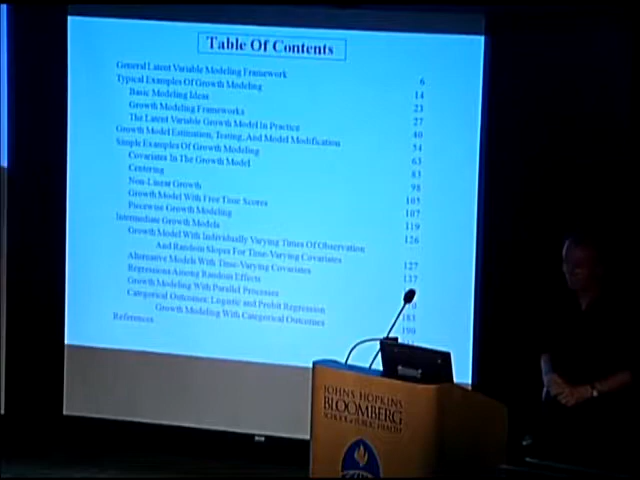 Table Of Contents
General Latent Variable Modeling Framework 6
Typical Examples Of Growth Modeling 14
Basic Modeling Ideas 23
Growth Modeling Frameworks 27
The Latent Variable Growth Model In Practice 40
Growth Model Estimation, Testing, And Model Modification 54
Simple Examples Of Growth Modeling 63
Covariates In The Growth Model 83
Centering 98
Non-Linear Growth 103
Growth Model With Free Time Scores 107
Piecewise Growth Modeling 119
Intermediate Growth Models 126
Growth Model With Individually Varying Times Of Observation
And Random Slopes For Time-Varying Covariates 127
Alternative Models With Time-Varying Covariates 137
Regressions Among Random Effects
Growth Modeling With Parallel Processes
Categorical Outcomes: Logistic and Probit Regression 183
Growth Modeling With Categorical Outcomes 190
References
JOHNS HOPKINS
BLOOMBERG
SCHOOL of PUBLIC HEALTH